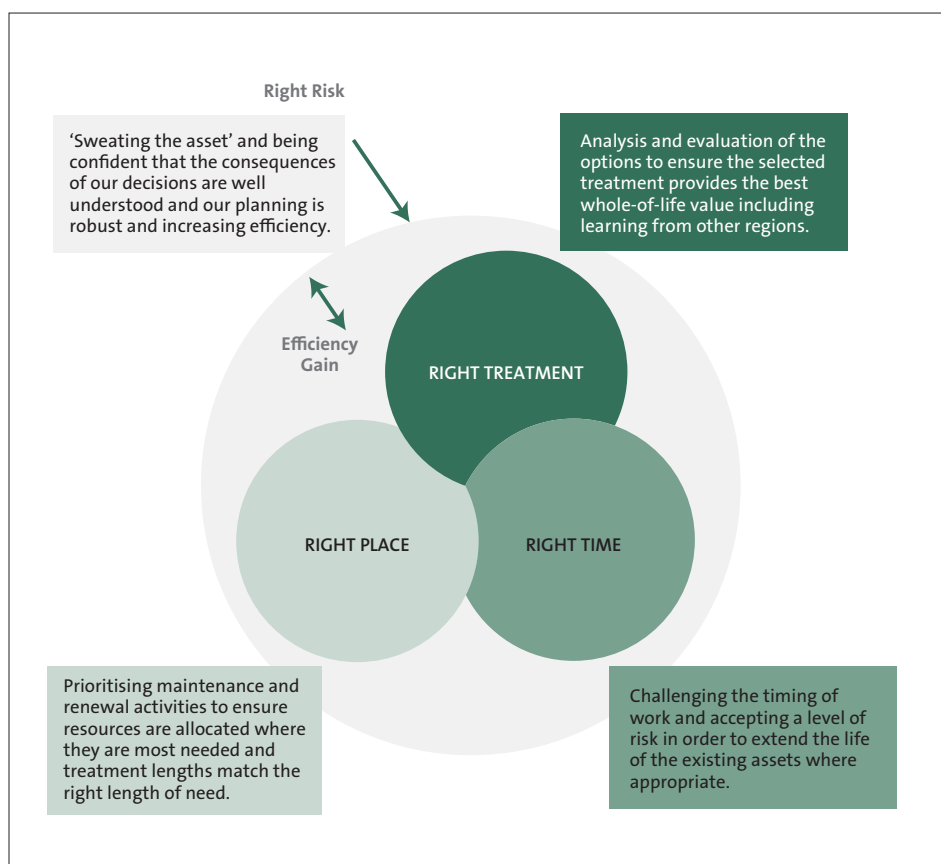 Right Risk
‘Sweating the asset’ and being
confident that the consequences
of our decisions are well
understood and our planning is
robust and increasing efficiency.
Analysis and evaluation of the
options to ensure the selected
treatment provides the best
whole-of-life value including
learning from other regions.
Efficiency
Gain
RIGHT TREATMENT
RIGHT PLACE
RIGHT TIME
Prioritising maintenance and
renewal activities to ensure
resources are allocated where
they are most needed and
treatment lengths match the
right length of need.
Challenging the timing of
work and accepting a level of
risk in order to extend the life
of the existing assets where
appropriate.